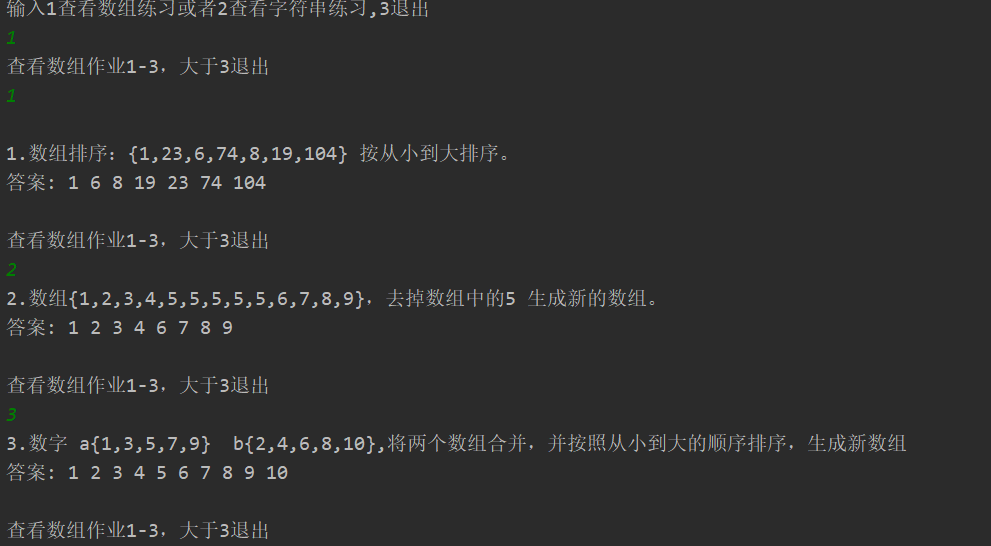 输入1查看数组练习或者2查看字符串练习,3退出
1
查看数组作业1-3，大于3退出
1
1.数组排序：{1,23,6,74,8,19,104} 按从小到大排序。
答案: 1 6 8 19 23 74 104
查看数组作业1-3，大于3退出
2
2.数组{1,2,3,4,5,5,5,5,5,6,7,8,9}，去掉数组中的5 生成新的数组。
答案: 1 2 3 4 6 7 8 9
查看数组作业1-3，大于3退出
3
3.数字 a{1,3,5,7,9}  b{2,4,6,8,10},将两个数组合并，并按照从小到大的顺序排序，生成新数组
答案: 1 2 3 4 5 6 7 8 9 10
查看数组作业1-3，大于3退出